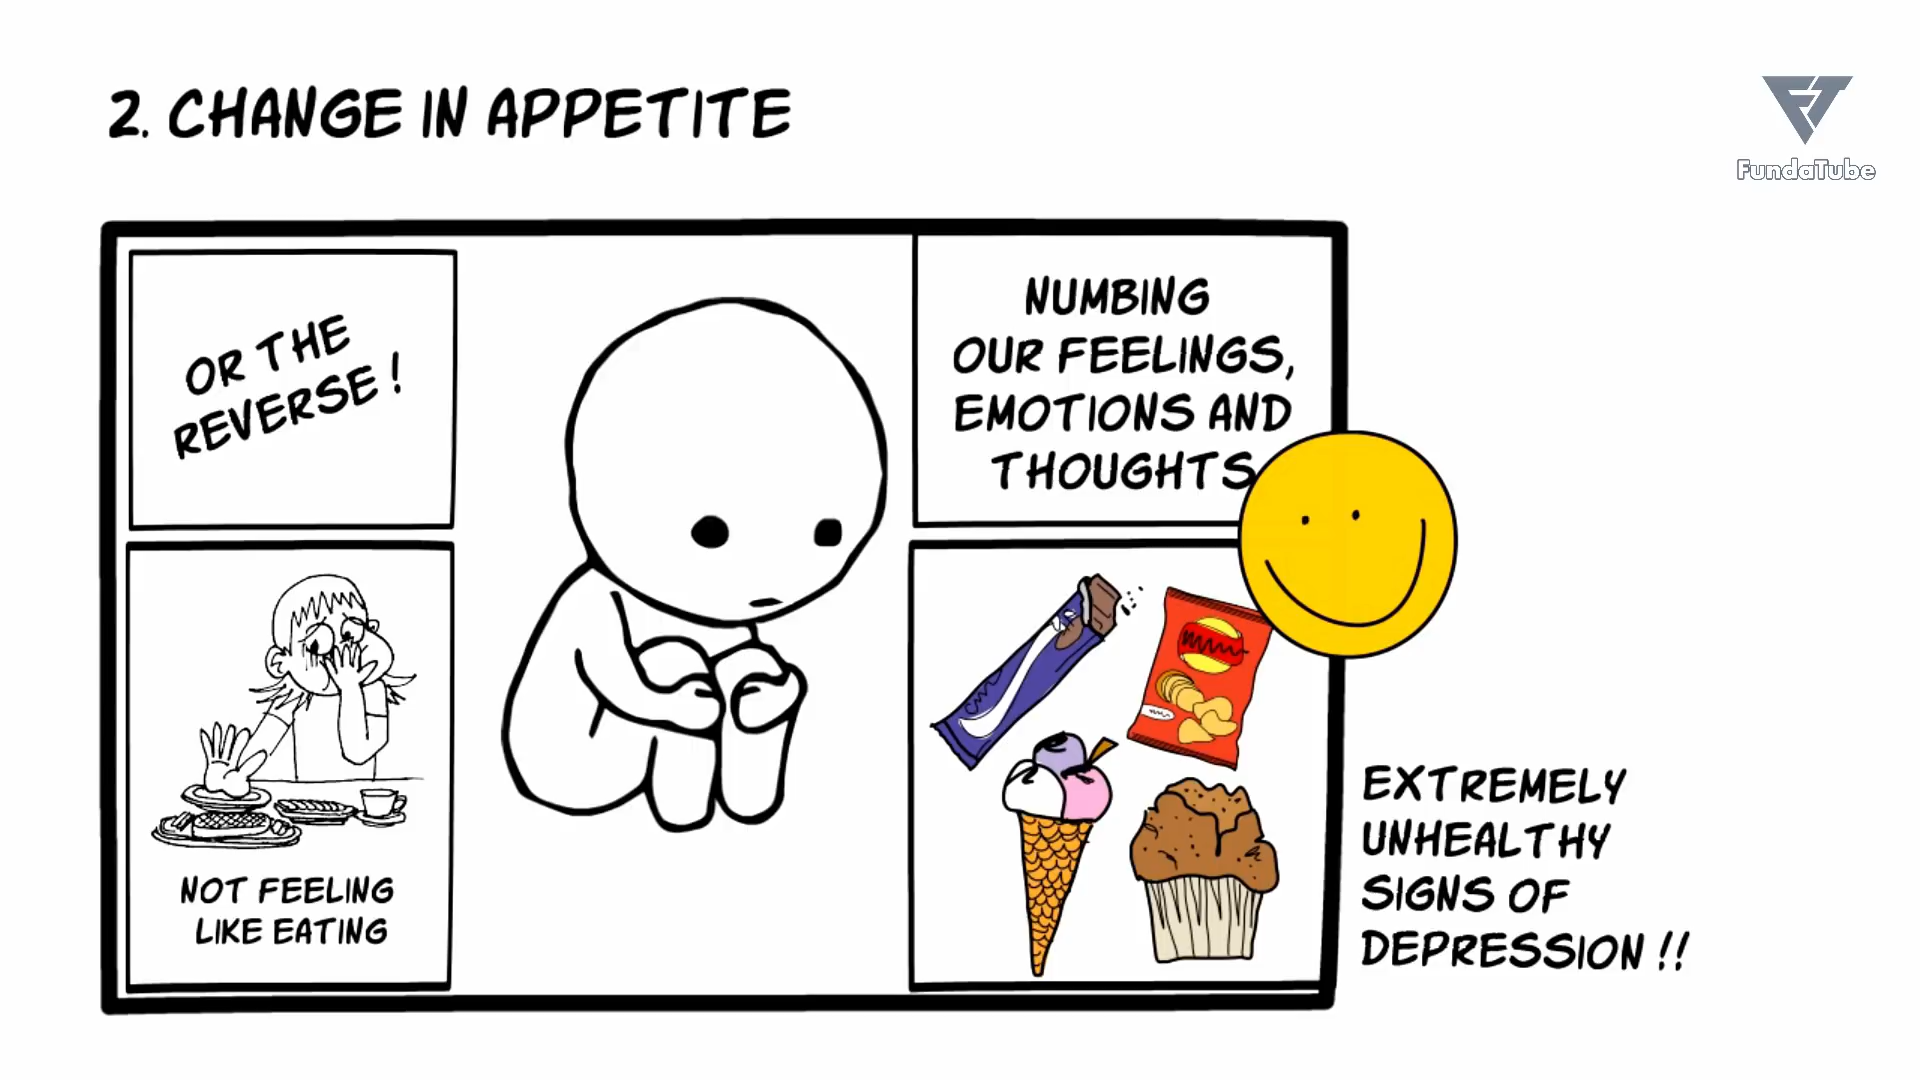 2. CHANGE IN APPETITE
FT
FundaTube
OR THE
REVERSE!
NUMBING
OUR FEELINGS,
EMOTIONS AND
THOUGHTS
NOT FEELING
LIKE EATING
EXTREMELY
UNHEALTHY
SIGNS OF
DEPRESSION !!